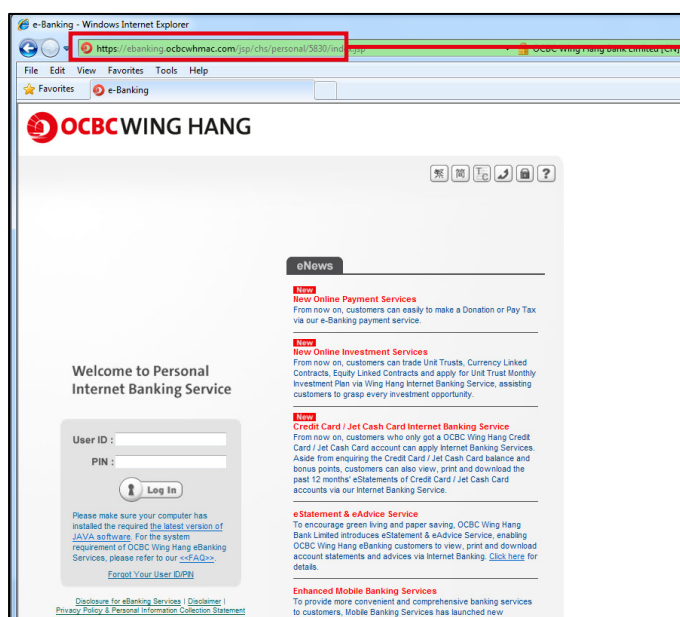 e-Banking - Windows Internet Explorer
https://ebanking.ocbcwhmac.com/jsp/chs/personal/5830/index.jsp
OCBC Wing Hang Bank Limited [CN]
File Edit View Favorites Tools Help
Favorites e-Banking
OCBC WING HANG
繁 简 T&C ?
eNews
New
New Online Payment Services
From now on, customers can easily to make a Donation or Pay Tax
via our e-Banking payment service.
New
New Online Investment Services
From now on, customers can trade Unit Trusts, Currency Linked
Contracts, Equity Linked Contracts and apply for Unit Trust Monthly
Investment Plan via Wing Hang Internet Banking Service, assisting
customers to grasp every investment opportunity.
New
Credit Card / Jet Cash Card Internet Banking Service
From now on, customers who only got a OCBC Wing Hang Credit
Card / Jet Cash Card account can apply Internet Banking Services.
Aside from enquiring the Credit Card / Jet Cash Card balance and
bonus points, customers can also view, print and download the
past 12 months' eStatements of Credit Card / Jet Cash Card
accounts via our Internet Banking Service.
eStatement & eAdvice Service
To encourage green living and paper saving, OCBC Wing Hang
Bank Limited introduces eStatement & eAdvice Service, enabling
OCBC Wing Hang eBanking customers to view, print and download
account statements and advices via Internet Banking. Click here for
details.
Enhanced Mobile Banking Services
To provide more convenient and comprehensive banking services
to customers, Mobile Banking Services has launched new
Welcome to Personal
Internet Banking Service
User ID :
PIN :
Log In
Please make sure your computer has
installed the required the latest version of
JAVA software. For the system
requirement of OCBC Wing Hang eBanking
Services, please refer to our <<FAQ>>.
Forgot Your User ID/PIN
Disclosure for eBanking Services | Disclaimer |
Privacy Policy & Personal Information Collection Statement